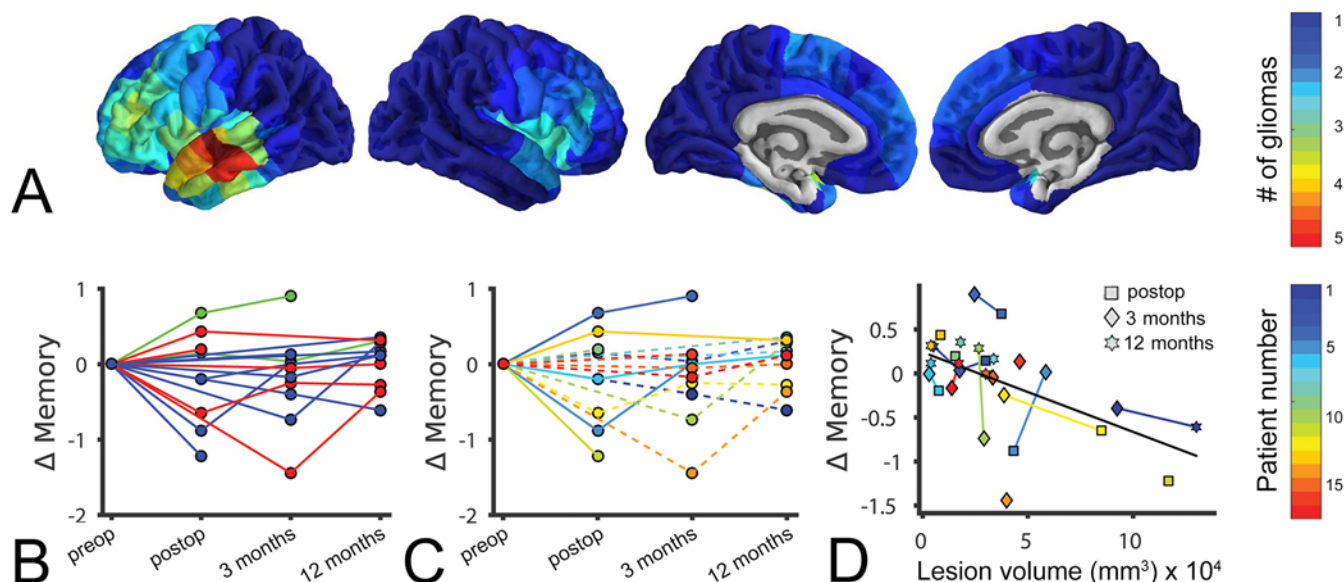 A
# of gliomas
1
2
3
4
5
B
Δ Memory
1
0
-1
-2
preop
postop
3 months
12 months
C
Δ Memory
1
0
-1
-2
preop
postop
3 months
12 months
D
Δ Memory
0.5
0
-0.5
-1
-1.5
0
5
10
Lesion volume (mm³) x 10⁴
postop
3 months
12 months
Patient number
1
5
10
15